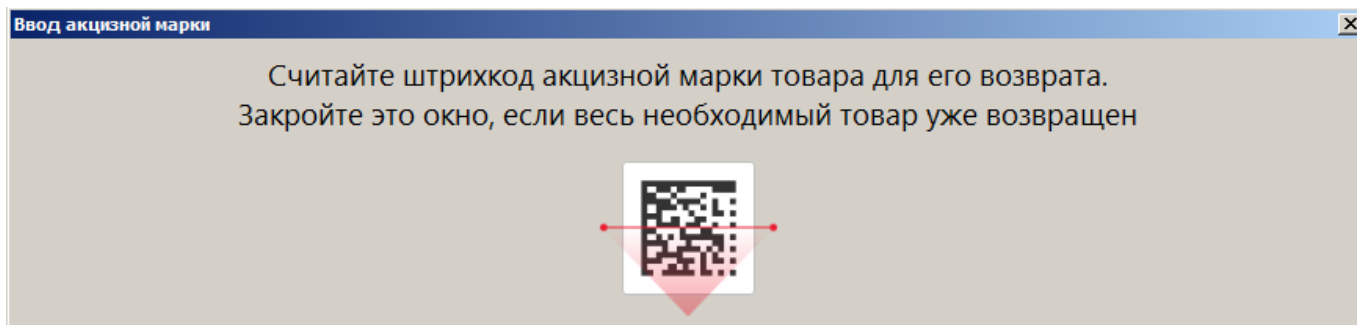 Ввод акцизной марки
Считайте штрихкод акцизной марки товара для его возврата.
Закройте это окно, если весь необходимый товар уже возвращен